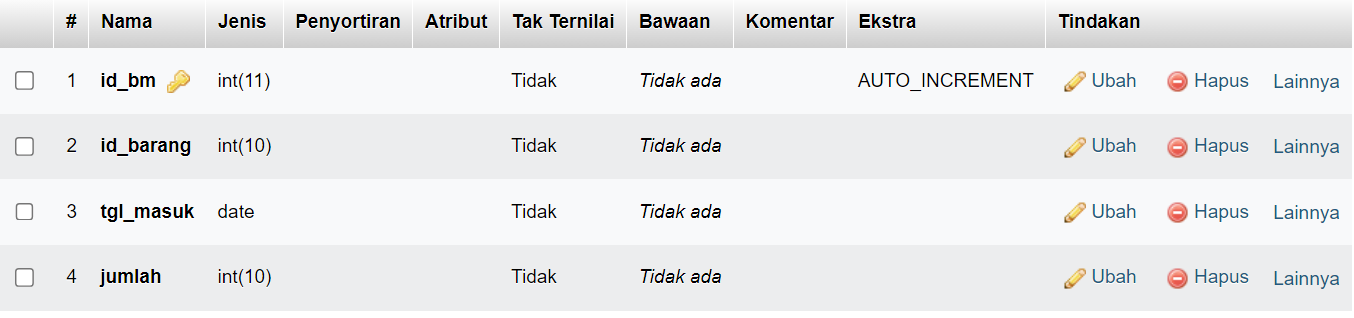 # Nama Jenis Penyortiran Atribut Tak Ternilai Bawaan Komentar Ekstra Tindakan
1 id_bm int(11) Tidak Tidak ada AUTO_INCREMENT Ubah Hapus Lainnya
2 id_barang int(10) Tidak Tidak ada Ubah Hapus Lainnya
3 tgl_masuk date Tidak Tidak ada Ubah Hapus Lainnya
4 jumlah int(10) Tidak Tidak ada Ubah Hapus Lainnya